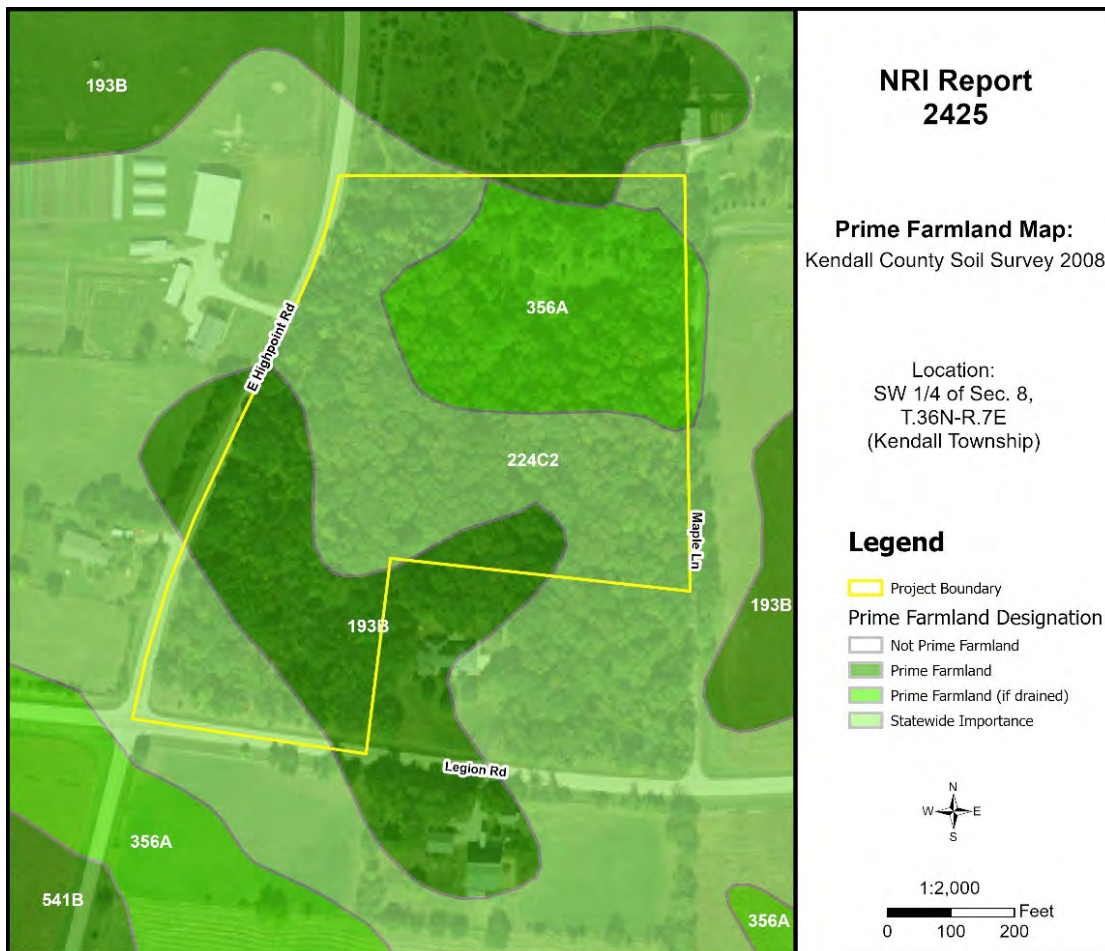 193B
356A
E Highpoint Rd
224C2
Maple Ln
193B
193B
Legion Rd
356A
541B
356A
NRI Report
2425
Prime Farmland Map:
Kendall County Soil Survey 2008
Location:
SW 1/4 of Sec. 8,
T.36N-R.7E
(Kendall Township)
Legend
Project Boundary
Prime Farmland Designation
Not Prime Farmland
Prime Farmland
Prime Farmland (if drained)
Statewide Importance
N
W E
S
1:2,000
Feet
0 100 200